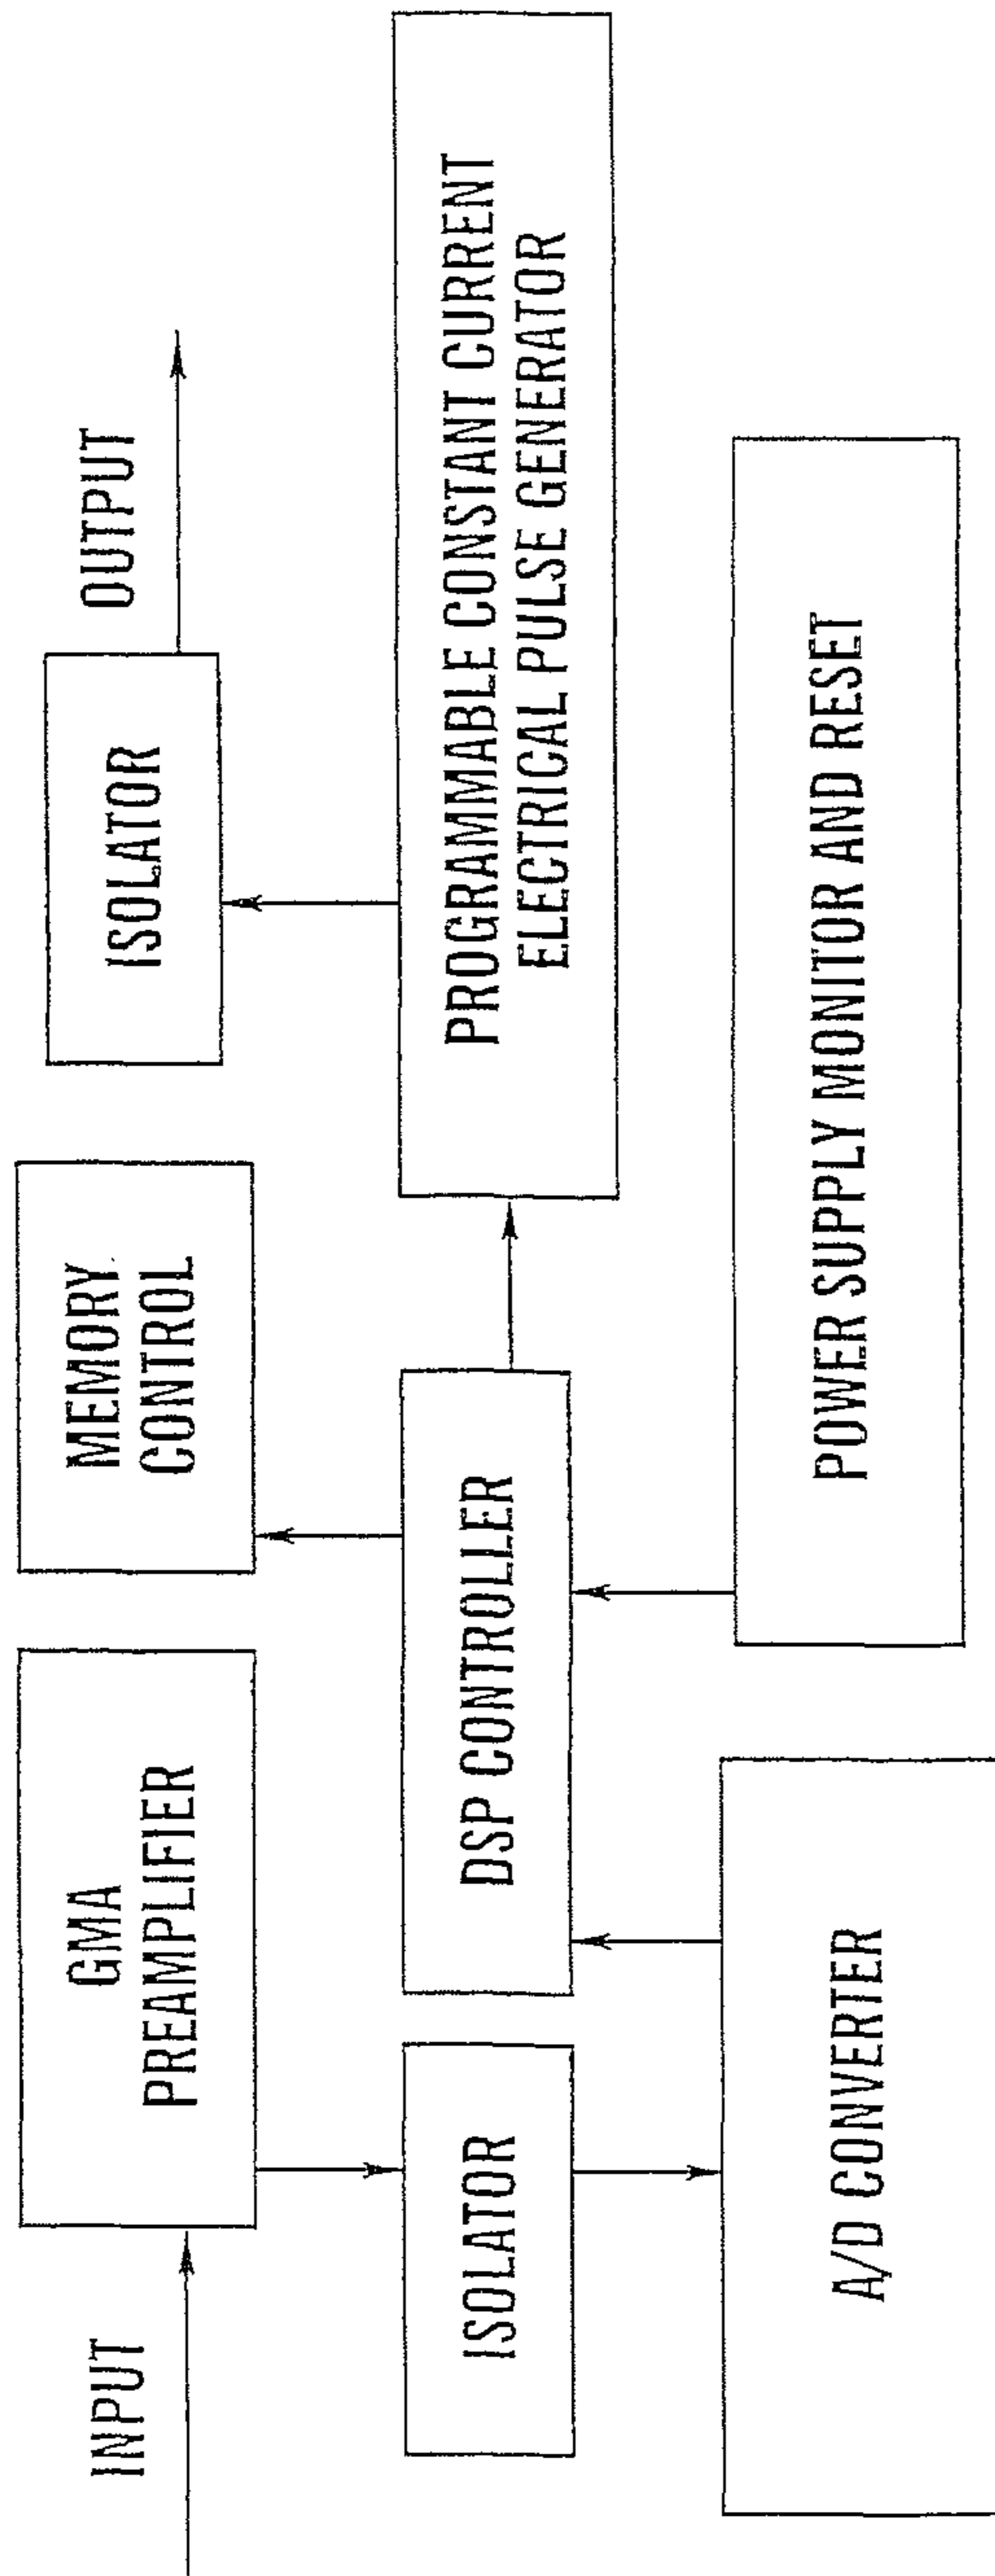 INPUT
GMA
PREAMPLIFIER
MEMORY
CONTROL
ISOLATOR
OUTPUT
ISOLATOR
DSP CONTROLLER
PROGRAMMABLE CONSTANT CURRENT
ELECTRICAL PULSE GENERATOR
A/D CONVERTER
POWER SUPPLY MONITOR AND RESET